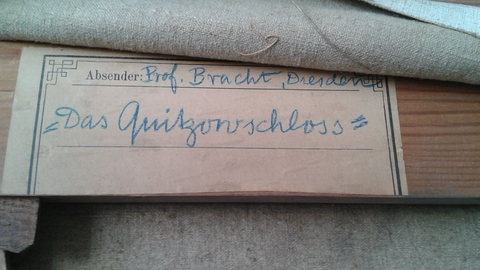 Absender: Prof. Bracht, Dresden
"Das Quitzowschloss"